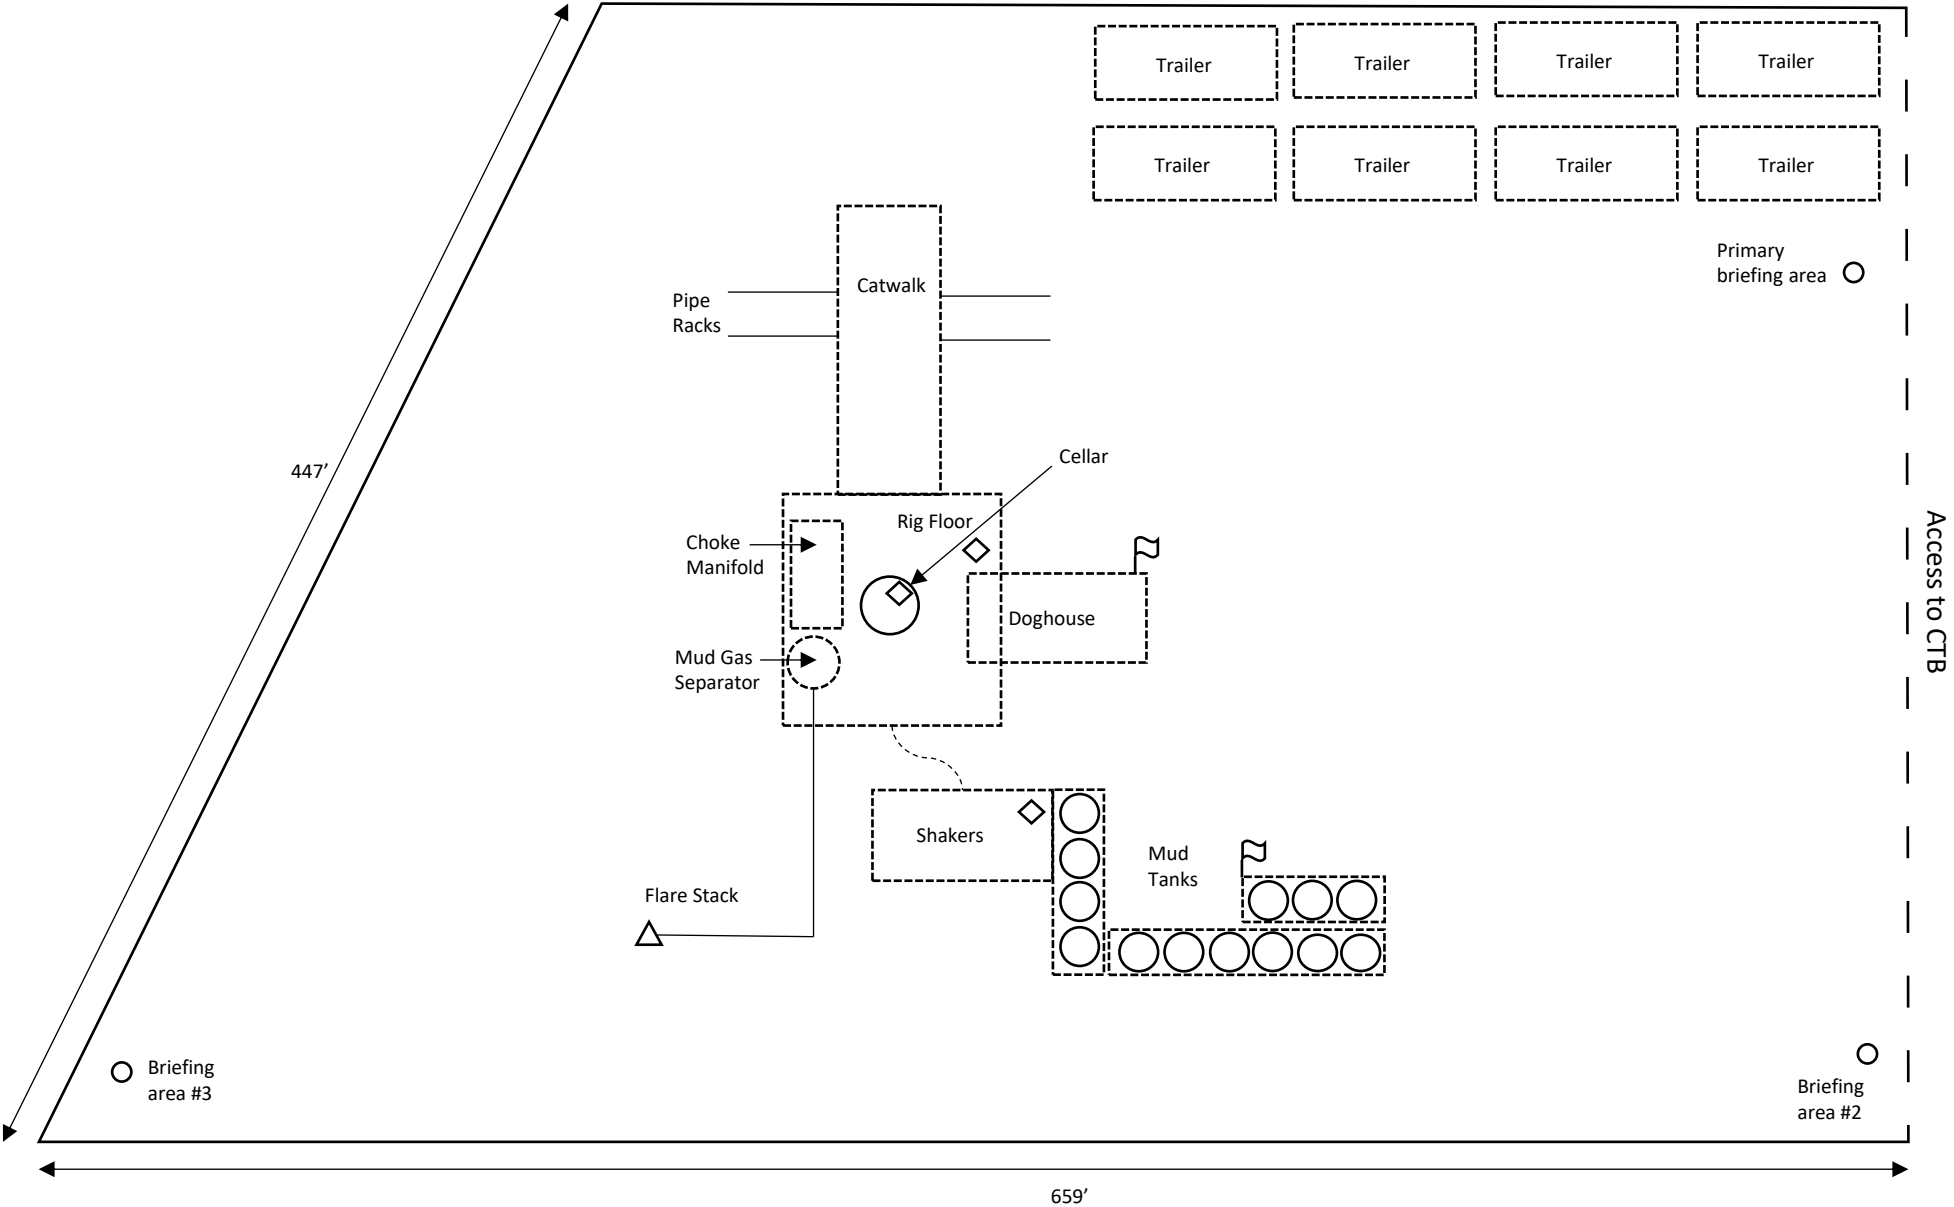 Trailer
Trailer
Trailer
Trailer
Trailer
Trailer
Trailer
Trailer
Primary
briefing area
Catwalk
Pipe
Racks
447’
Cellar
Rig Floor
Choke
Manifold
Doghouse
Access to CTB
Mud Gas
Separator
Shakers
Mud
Tanks
Flare Stack
Briefing
area #3
Briefing
area #2
659’